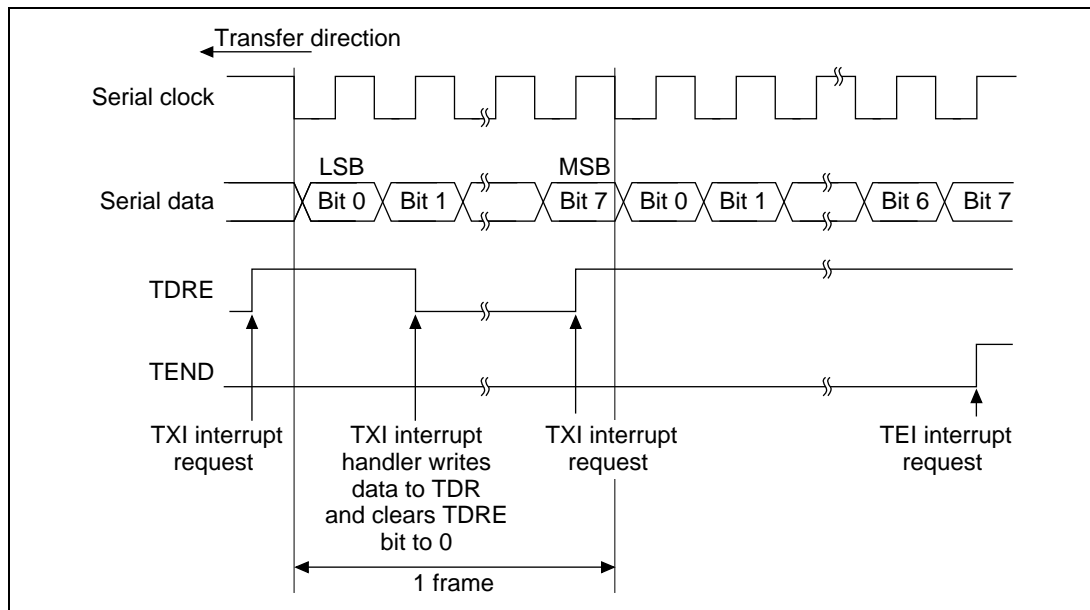 Transfer direction
Serial clock
LSB
MSB
Serial data
Bit 0
Bit 1
Bit 7
Bit 0
Bit 1
Bit 6
Bit 7
TDRE
TEND
TXI interrupt
request
TXI interrupt
handler writes
data to TDR
and clears TDRE
bit to 0
TXI interrupt
request
TEI interrupt
request
1 frame